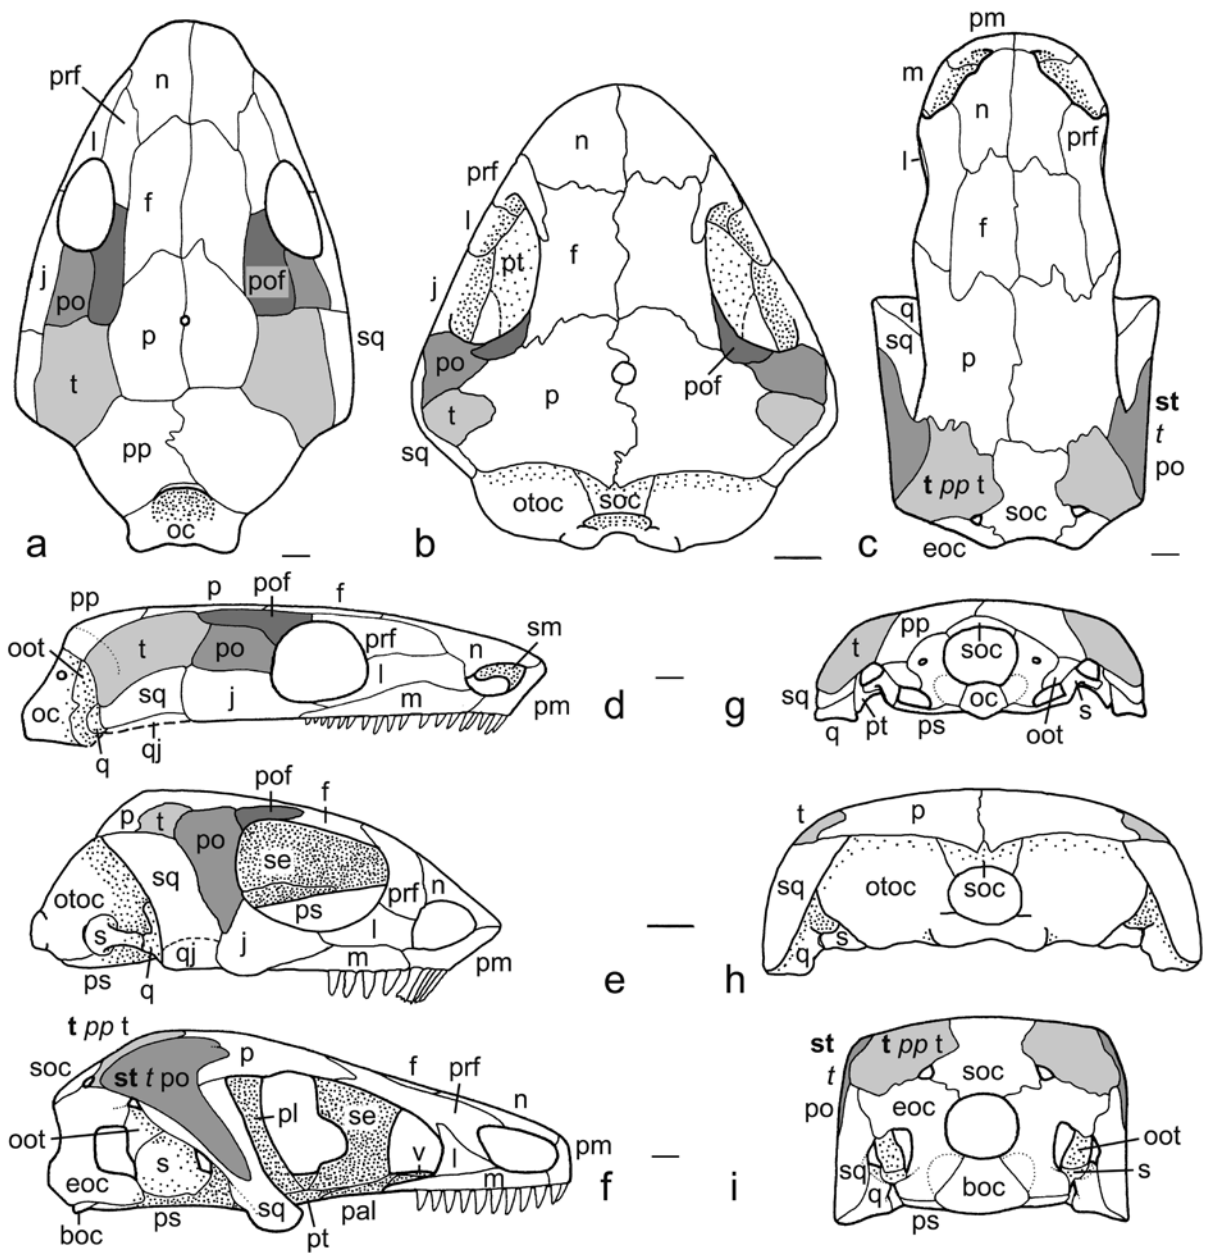 pm
prf
n
m
n
n
prf
l
prf
l
f
l
f
pt
f
j
pof
j
q
po
sq
sq
p
po
p
t
pof
st
p
t
t
pp
sq
t pp t
po
otoc
soc
soc
oc
eoc
a
b
c
p
pof
f
pp
sm
oot
t
po
prf
n
l
oc
sq
j
m
pm
q
qj
d
pp
t
soc
sq
oc
q
pt
ps
oot
s
g
pof
f
p
t
po
se
sq
n
prf
otoc
ps
s
l
qj
j
m
pm
ps
q
e
t
p
sq
otoc
soc
s
q
h
t pp t
soc
p
f
prf
n
st t po
pl
se
oot
pm
s
v
l
eoc
m
sq
pal
boc
ps
pt
f
st
t pp t
t
soc
po
eoc
oot
sq
s
q
boc
ps
i